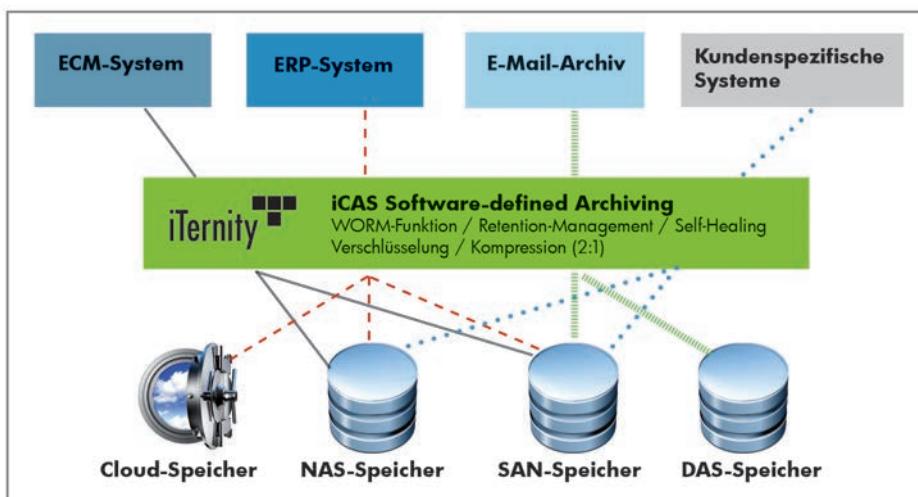 ECM-System
ERP-System
E-Mail-Archiv
Kundenspezifische
Systeme
iTernity
iCAS Software-defined Archiving
WORM-Funktion / Retention-Management / Self-Healing
Verschlüsselung / Kompression (2:1)
Cloud-Speicher
NAS-Speicher
SAN-Speicher
DAS-Speicher